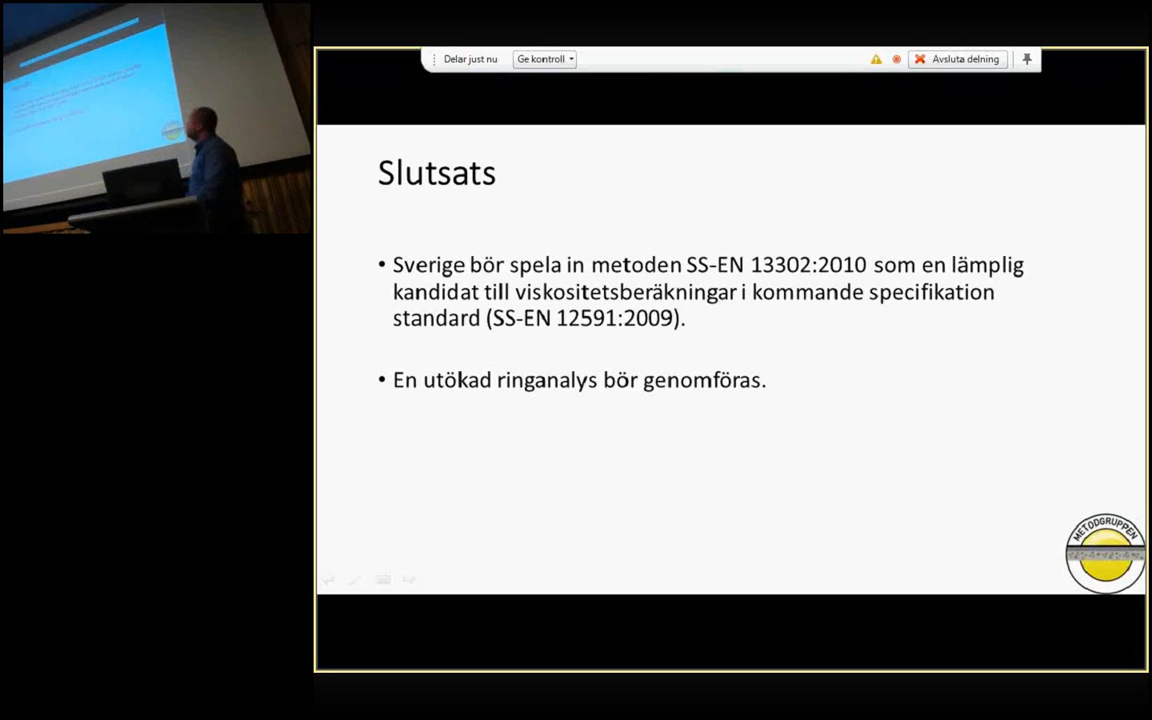 Delar just nu
Ge kontroll
Avsluta delning
Slutsats
• Sverige bör spela in metoden SS-EN 13302:2010 som en lämplig
kandidat till viskositetsberäkningar i kommande specifikation
standard (SS-EN 12591:2009).
• En utökad ringanalys bör genomföras.
METODGRUPPEN